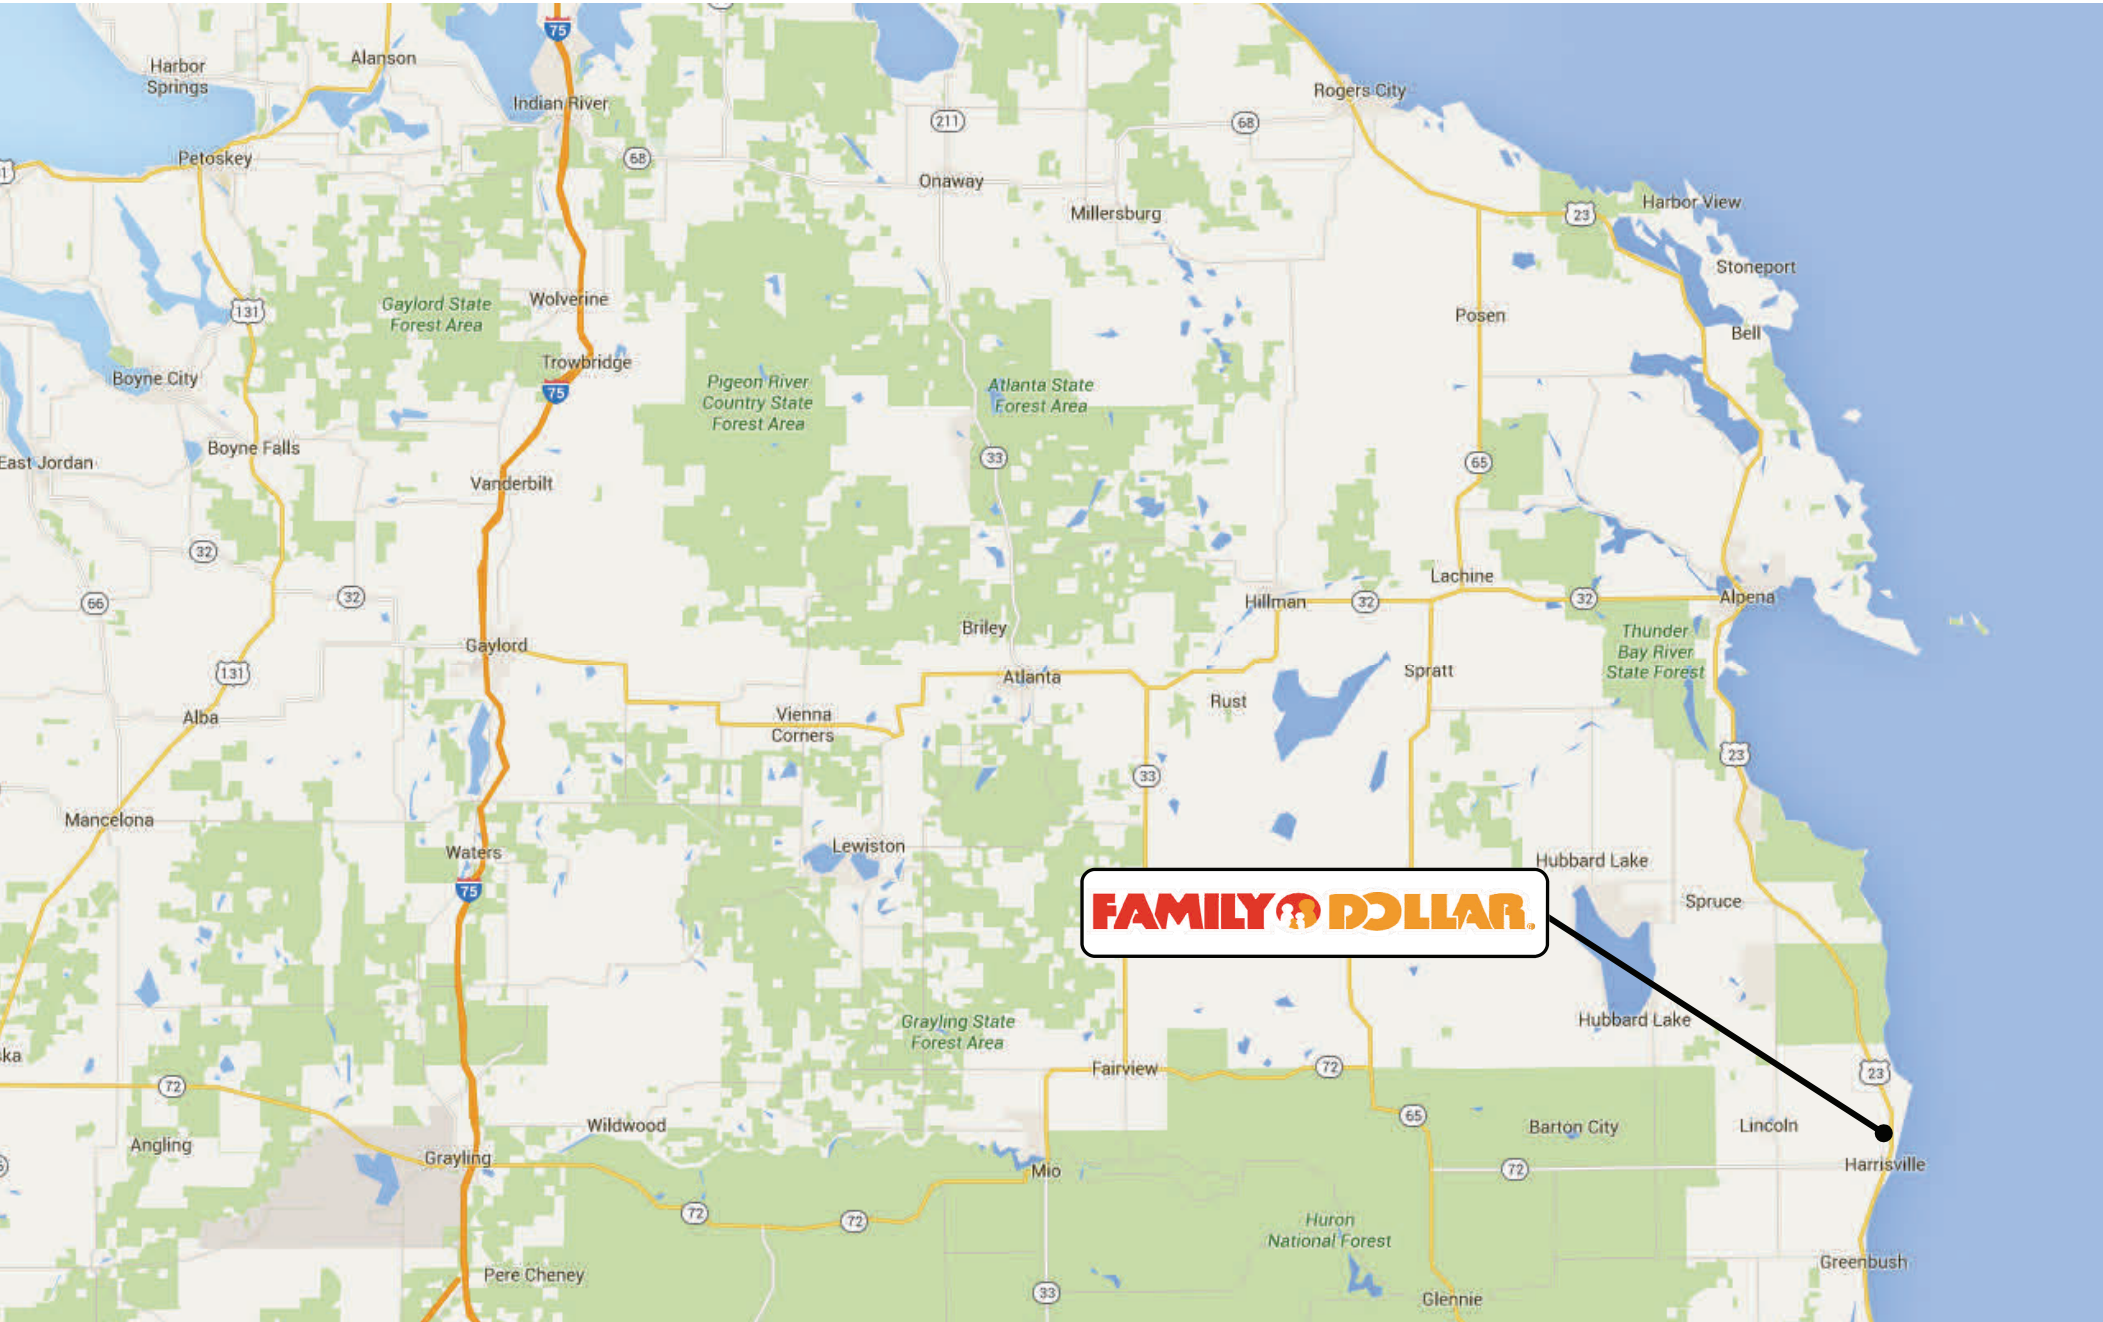 75
Alanson
Harbor
Springs
Indian River
Rogers City
211
68
68
Petoskey
Onaway
Millersburg
Harbor View
23
Stoneport
Wolverine
Gaylord State
Forest Area
131
Posen
Bell
Trowbridge
Boyne City
75
Pigeon River
Country State
Forest Area
Atlanta State
Forest Area
Boyne Falls
East Jordan
33
65
Vanderbilt
32
Lachine
66
32
Hillman
32
32
Alpena
Briley
Thunder
Bay River
State Forest
Gaylord
131
Atlanta
Spratt
Rust
Alba
Vienna
Corners
23
33
Mancelona
Waters
Lewiston
Hubbard Lake
75
Spruce
FAMILY DOLLAR®
Grayling State
Forest Area
Hubbard Lake
ska
Fairview
72
23
72
65
Wildwood
Barton City
Lincoln
Angling
Grayling
Mio
72
Harrisville
72
72
Huron
National Forest
Greenbush
Pere Cheney
33
Glennie